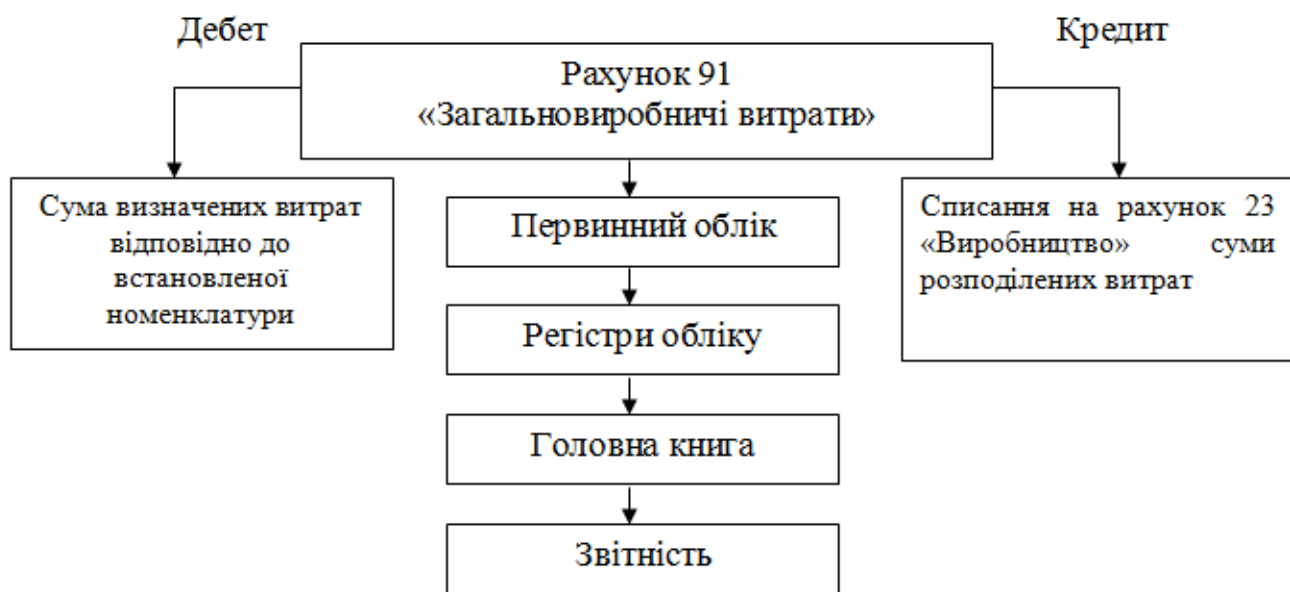 Дебет
Кредит
Рахунок 91
«Загальновиробничі витрати»
Сума визначених витрат
відповідно до
встановленої
номенклатури
Первинний облік
Списання на рахунок 23
«Виробництво» суми
розподілених витрат
Регістри обліку
Головна книга
Звітність